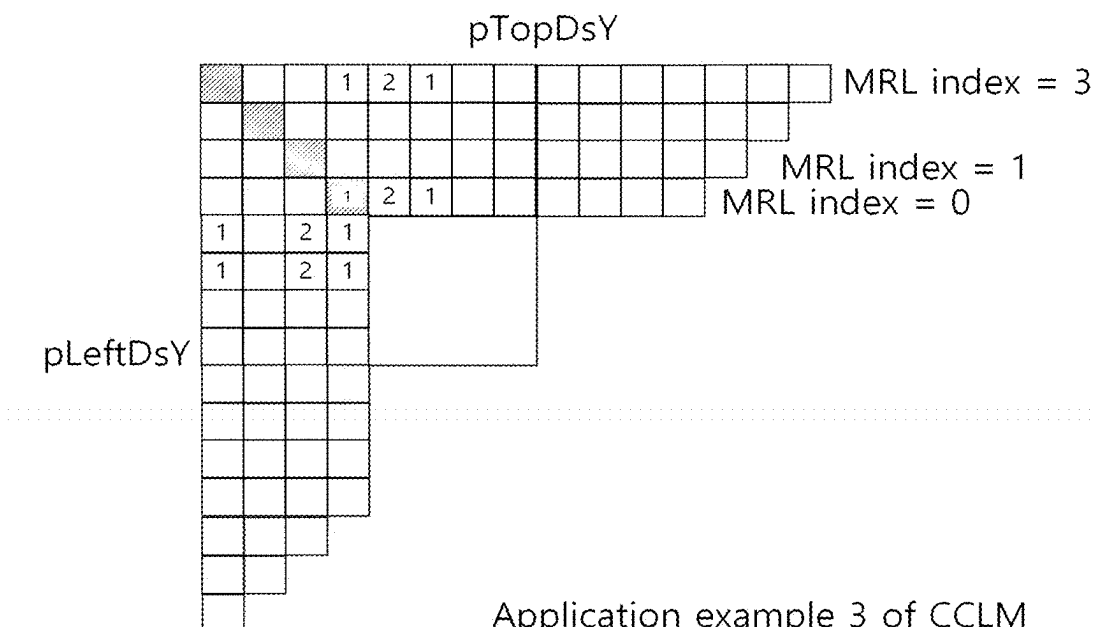 pTopDsY
1 2 1 MRL index = 3
MRL index = 1
1 2 1 MRL index = 0
1 2 1
1 2 1
pLeftDsY
Application example 3 of CCLM